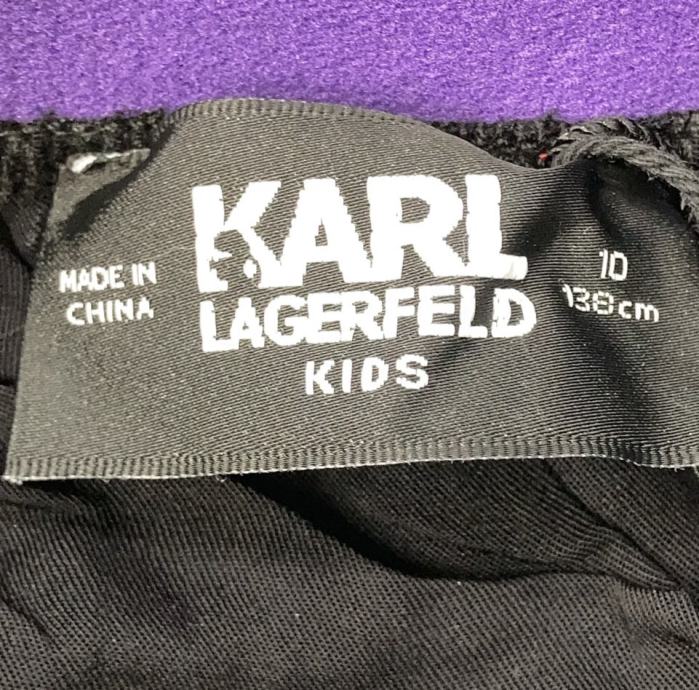 MADE IN
CHINA
KARL
LAGERFELD
KIDS
10
138cm